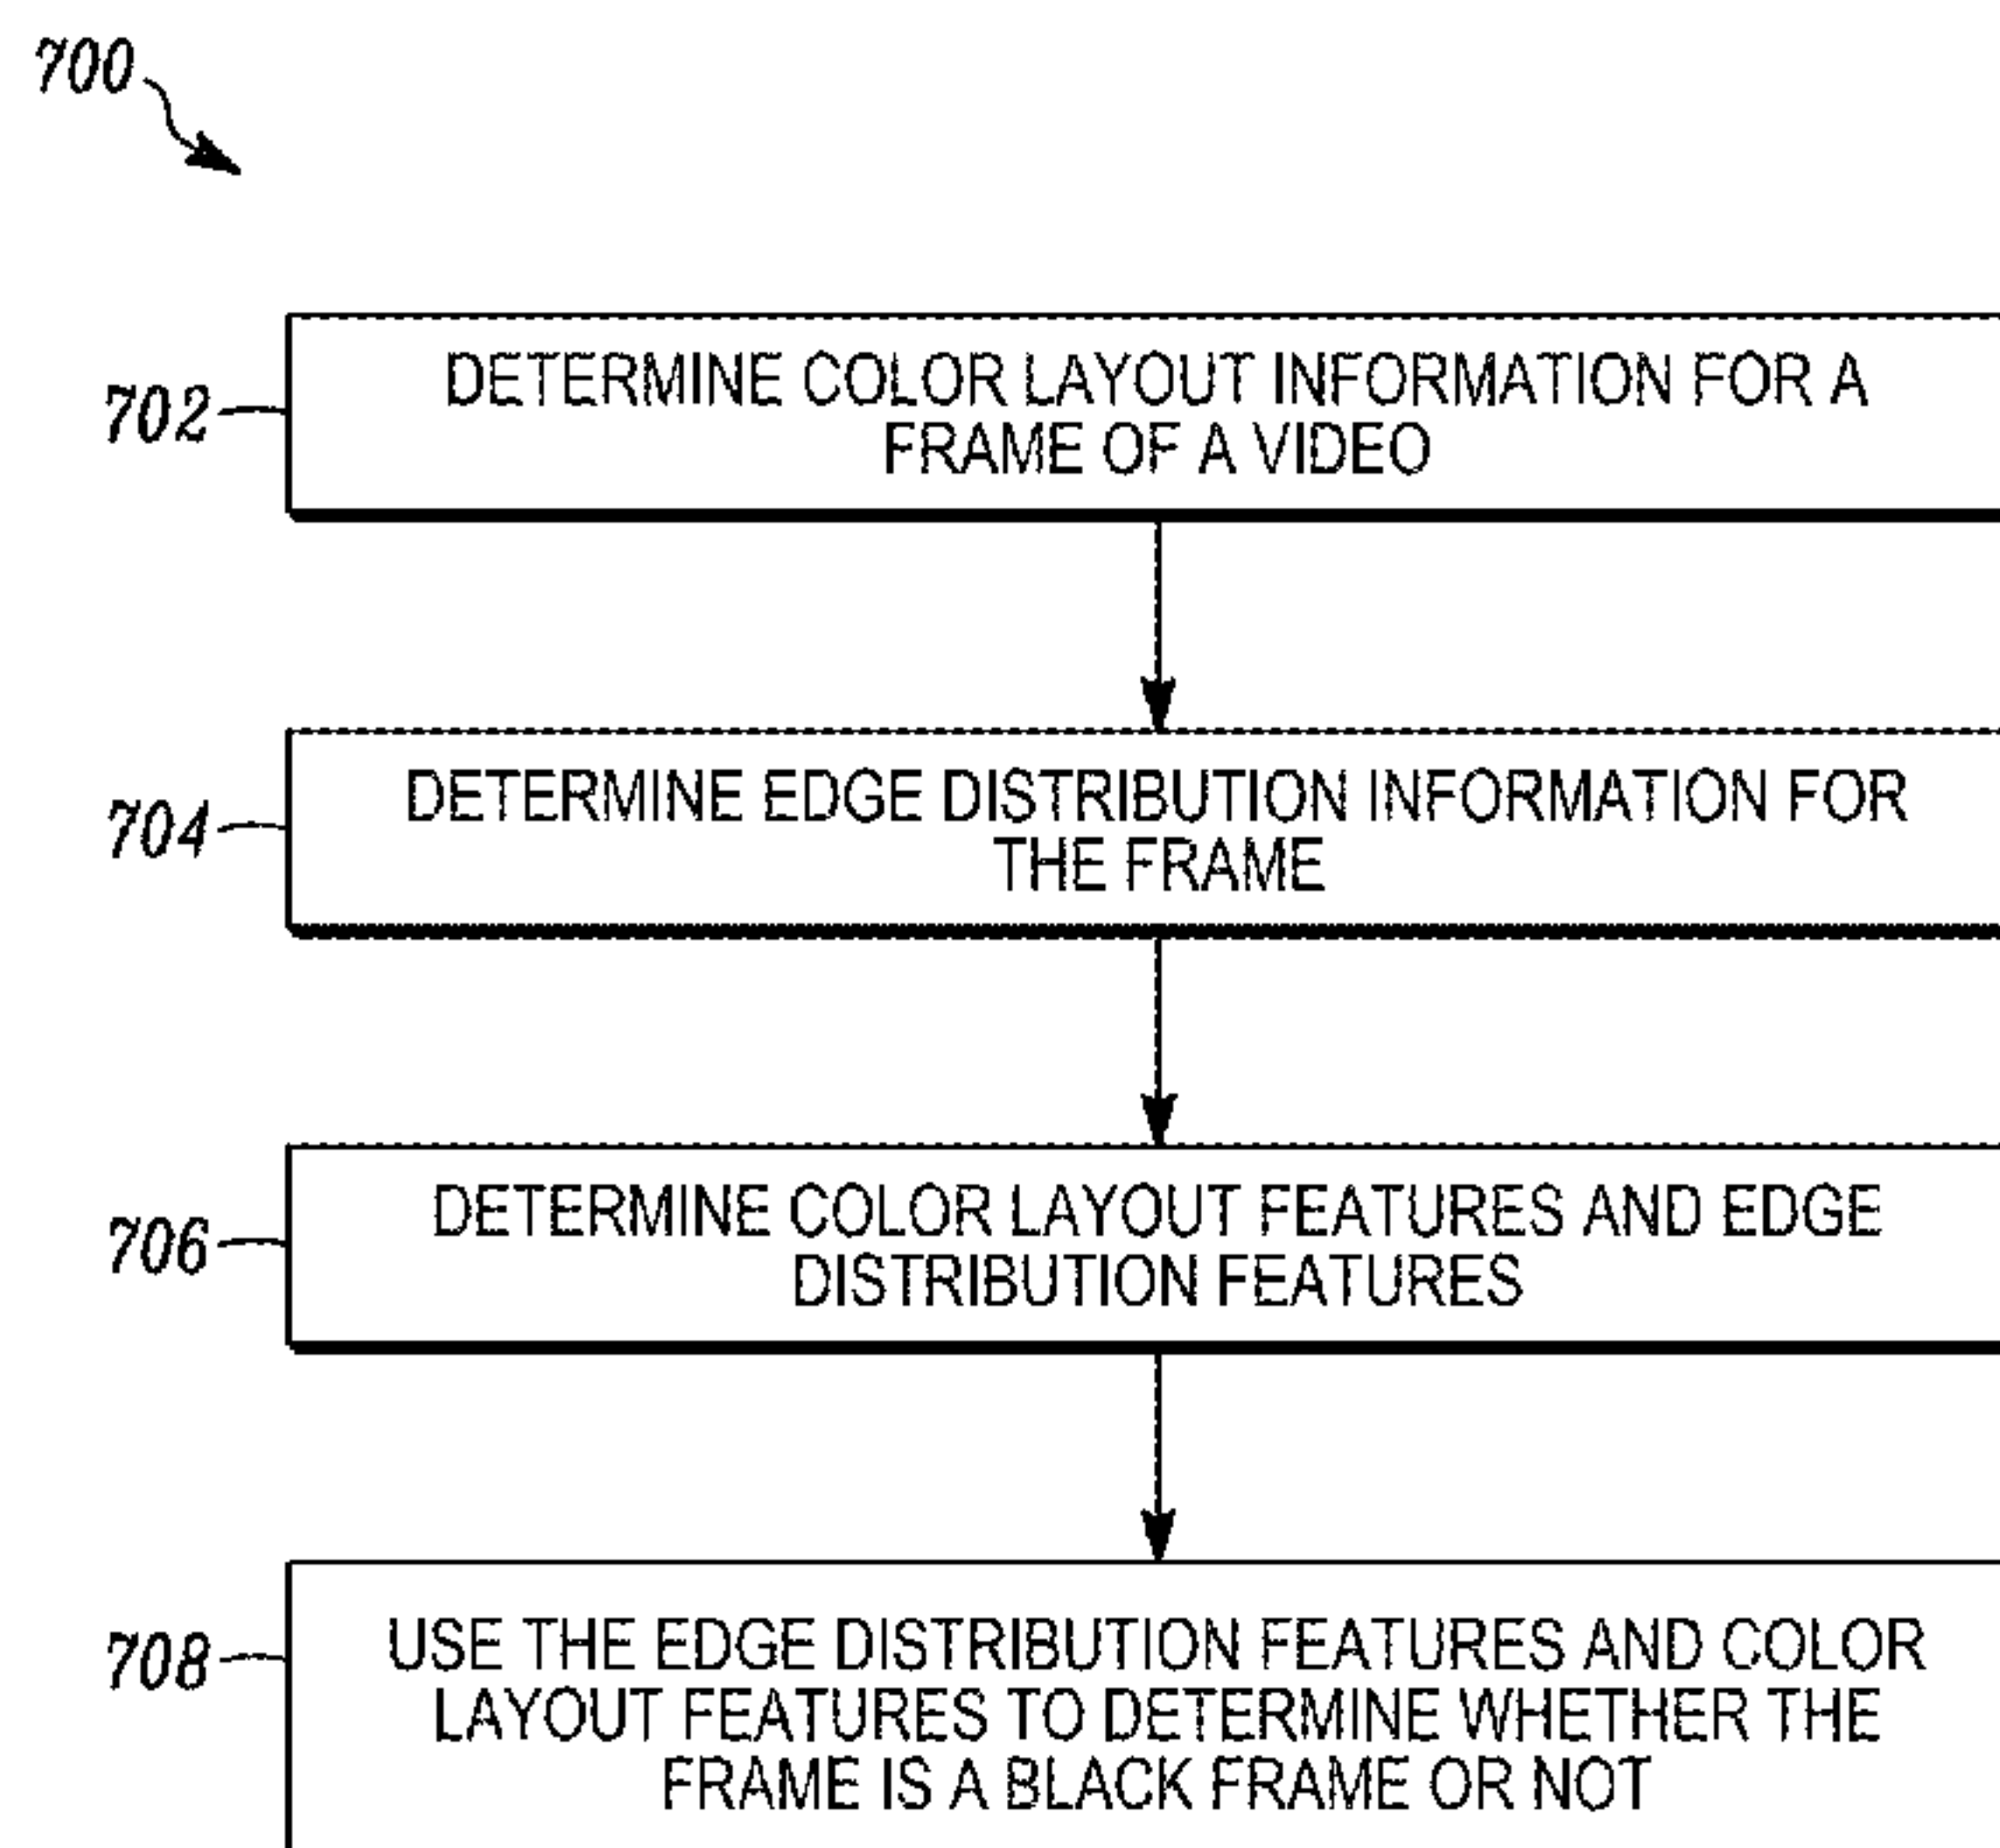 700
702
DETERMINE COLOR LAYOUT INFORMATION FOR A
FRAME OF A VIDEO
704
DETERMINE EDGE DISTRIBUTION INFORMATION FOR
THE FRAME
706
DETERMINE COLOR LAYOUT FEATURES AND EDGE
DISTRIBUTION FEATURES
708
USE THE EDGE DISTRIBUTION FEATURES AND COLOR
LAYOUT FEATURES TO DETERMINE WHETHER THE
FRAME IS A BLACK FRAME OR NOT